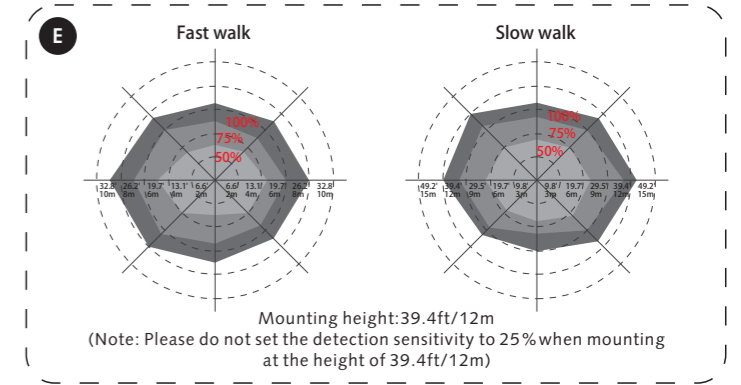 E
Fast walk
Slow walk
100%
75%
50%
100%
75%
50%
32.8' 26.2' 19.7' 13.1' 6.6' 6.6' 13.1' 19.7' 26.2' 32.8'
10m 8m 6m 4m 2m 2m 4m 6m 8m 10m
49.2' 39.4' 29.5' 19.7' 9.8' 9.8' 19.7' 29.5' 39.4' 49.2'
15m 12m 9m 6m 3m 3m 6m 9m 12m 15m
Mounting height:39.4ft/12m
(Note: Please do not set the detection sensitivity to 25% when mounting
at the height of 39.4ft/12m)